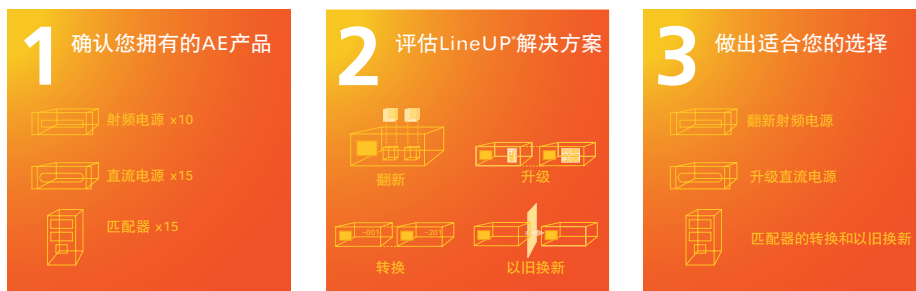 1 确认您拥有的AE产品
射频电源 x10
直流电源 x15
匹配器 x15
2 评估LineUP®解决方案
翻新
升级
-001
-201
转换
以旧换新
3 做出适合您的选择
翻新射频电源
升级直流电源
匹配器的转换和以旧换新